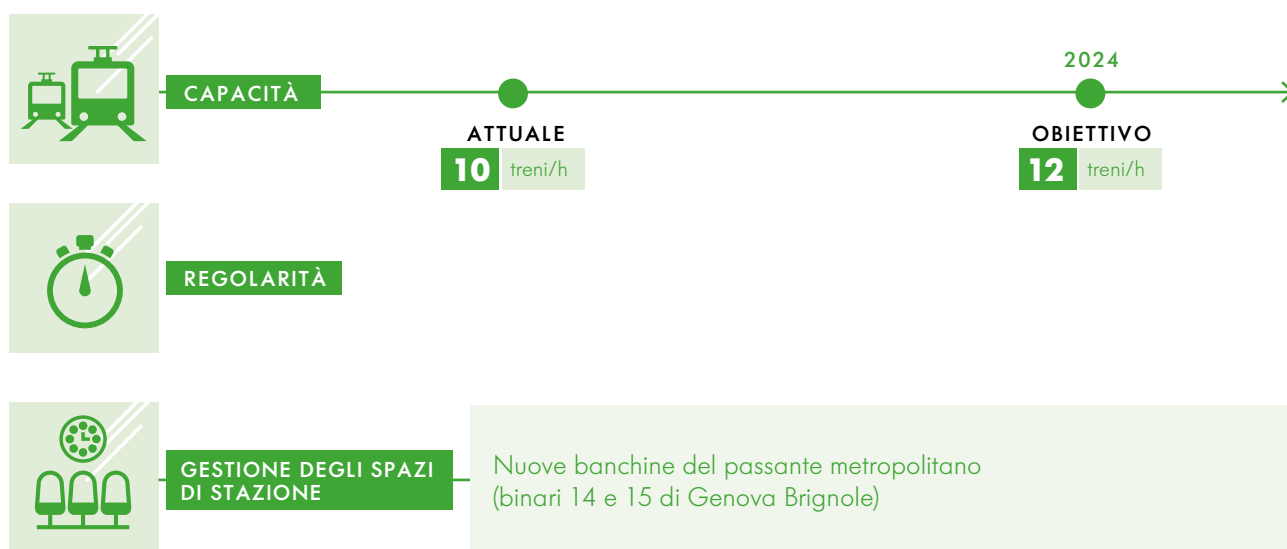 CAPACITÀ
2024
ATTUALE
OBIETTIVO
10 treni/h
12 treni/h
REGOLARITÀ
GESTIONE DEGLI SPAZI
DI STAZIONE
Nuove banchine del passante metropolitano
(binari 14 e 15 di Genova Brignole)